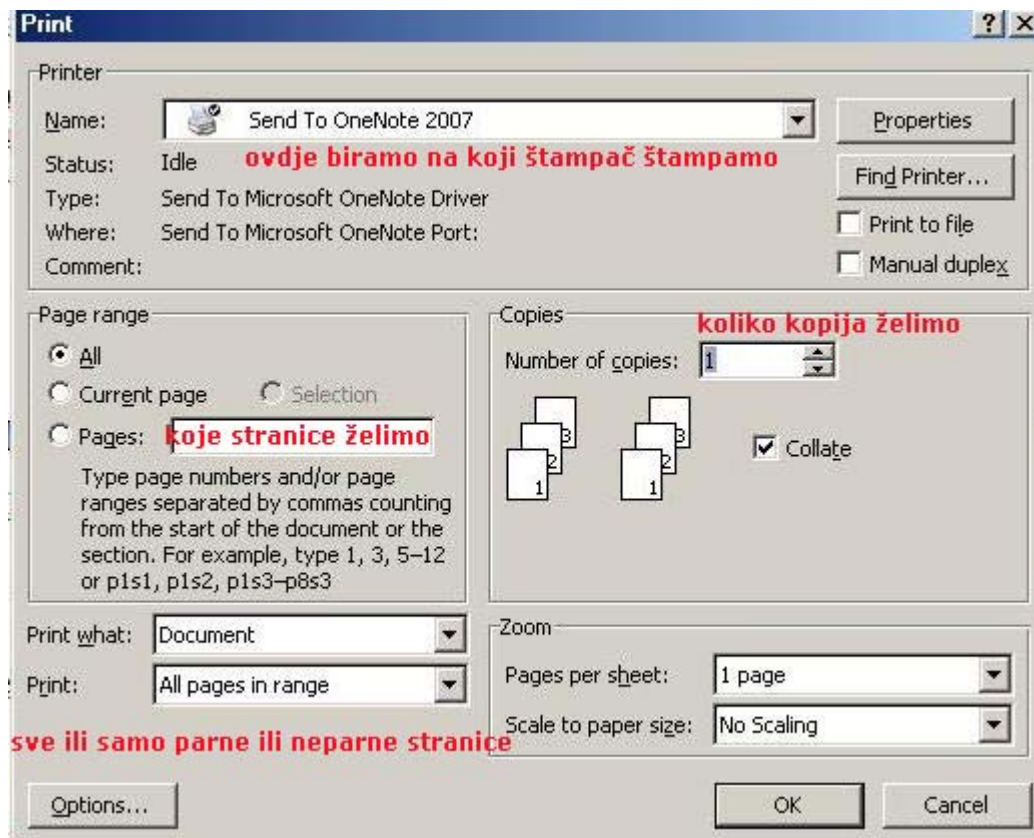 Print
Printer
Name: Send To OneNote 2007 Properties
Status: Idle ovdje biramo na koji štampač štampamo
Find Printer...
Type: Send To Microsoft OneNote Driver
Where: Send To Microsoft OneNote Port: Print to file
Comment: Manual duplex
Page range
All
Current page Selection
Pages: koje stranice želimo
Type page numbers and/or page
ranges separated by commas counting
from the start of the document or the
section. For example, type 1, 3, 5–12
or p1s1, p1s2, p1s3–p8s3
Copies
koliko kopija želimo
Number of copies: 1
3 3
2 2
1 1
Collate
Print what: Document
Print: All pages in range
sve ili samo parne ili neparne stranice
Zoom
Pages per sheet: 1 page
Scale to paper size: No Scaling
Options... OK Cancel